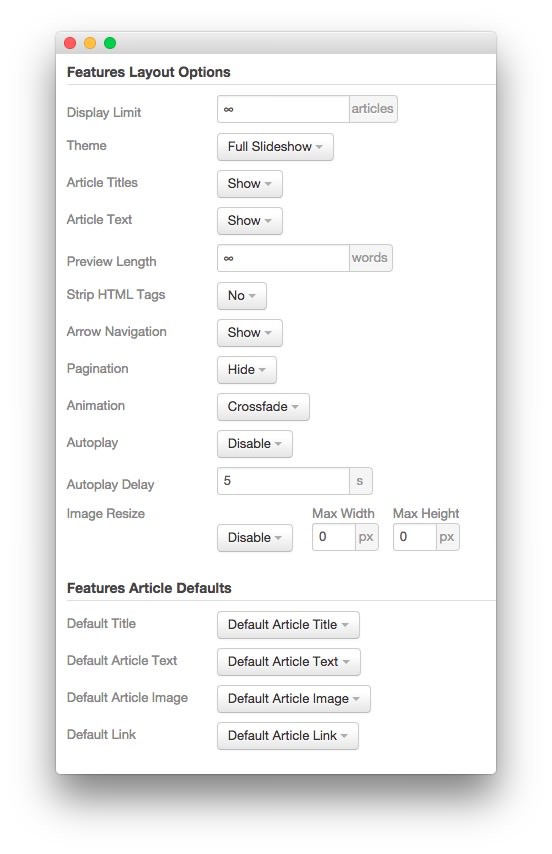 Features Layout Options
Display Limit ∞ articles
Theme Full Slideshow
Article Titles Show
Article Text Show
Preview Length ∞ words
Strip HTML Tags No
Arrow Navigation Show
Pagination Hide
Animation Crossfade
Autoplay Disable
Autoplay Delay 5 s
Image Resize Max Width Max Height
Disable 0 px 0 px
Features Article Defaults
Default Title Default Article Title
Default Article Text Default Article Text
Default Article Image Default Article Image
Default Link Default Article Link